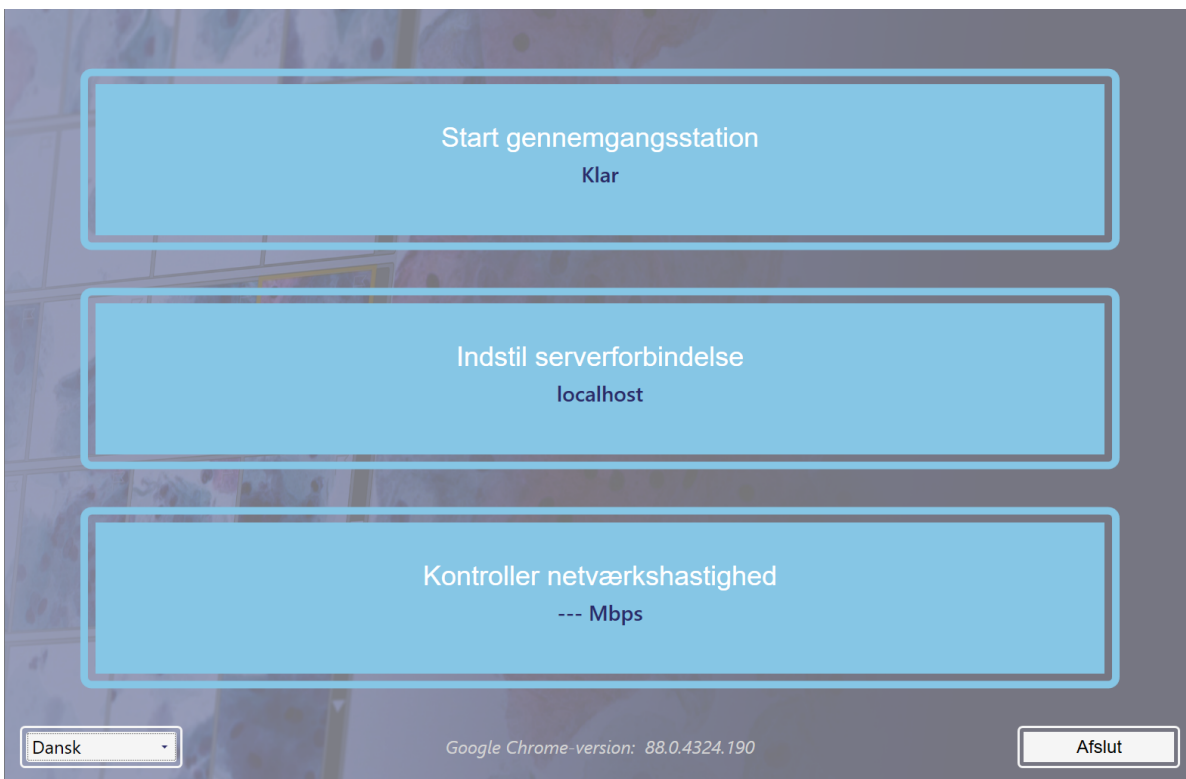 Start gennemgangsstation
Klar
Indstil serverforbindelse
localhost
Kontroller netværkshastighed
--- Mbps
Dansk
Google Chrome-version: 88.0.4324.190
Afslut